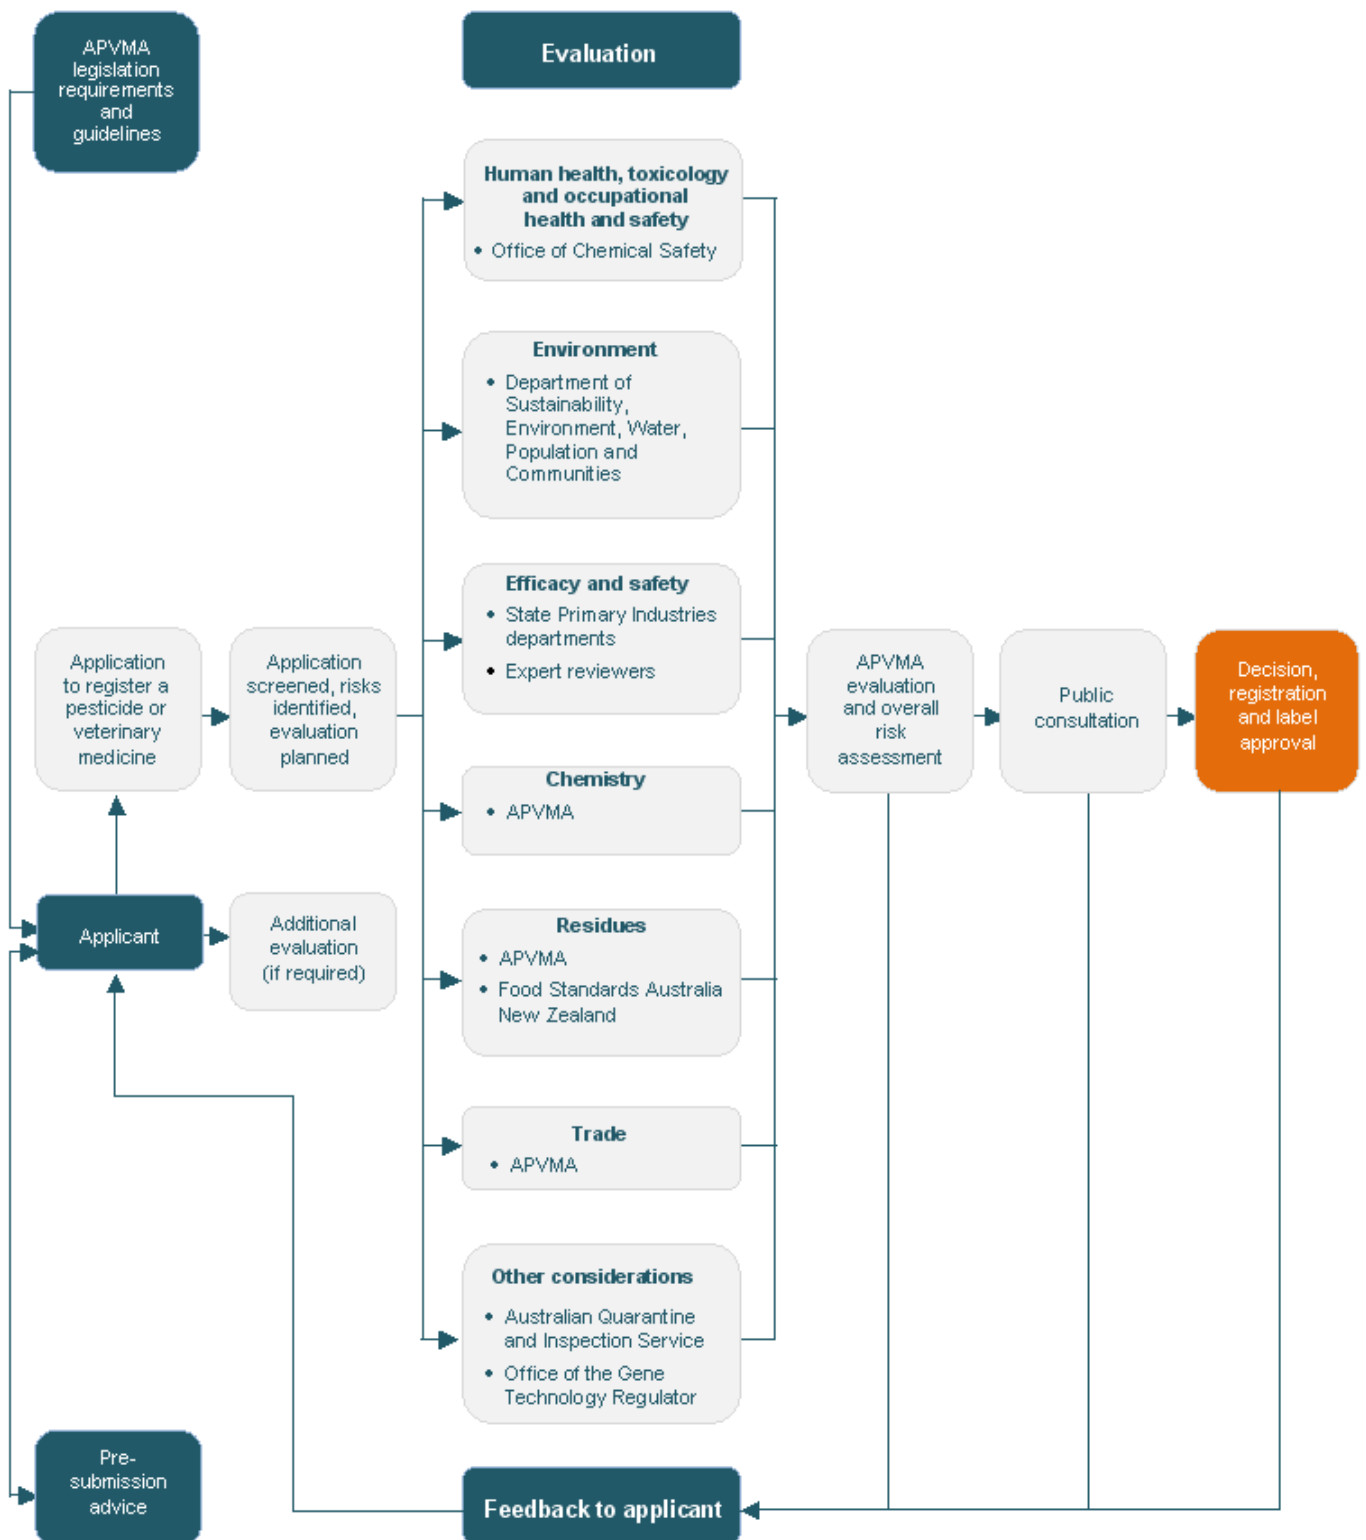 APVMA
legislation
requirements
and
guidelines
Evaluation
Human health, toxicology
and occupational
health and safety
• Office of Chemical Safety
Environment
• Department of
Sustainability,
Environment, Water,
Population and
Communities
Efficacy and safety
• State Primary Industries
departments
• Expert reviewers
Application
to register a
pesticide or
veterinary
medicine
Application
screened, risks
identified,
evaluation
planned
APVMA
evaluation
and overall
risk
assessment
Public
consultation
Decision,
registration
and label
approval
Chemistry
• APVMA
Applicant
Additional
evaluation
(if required)
Residues
• APVMA
• Food Standards Australia
New Zealand
Trade
• APVMA
Other considerations
• Australian Quarantine
and Inspection Service
• Office of the Gene
Technology Regulator
Pre-
submission
advice
Feedback to applicant